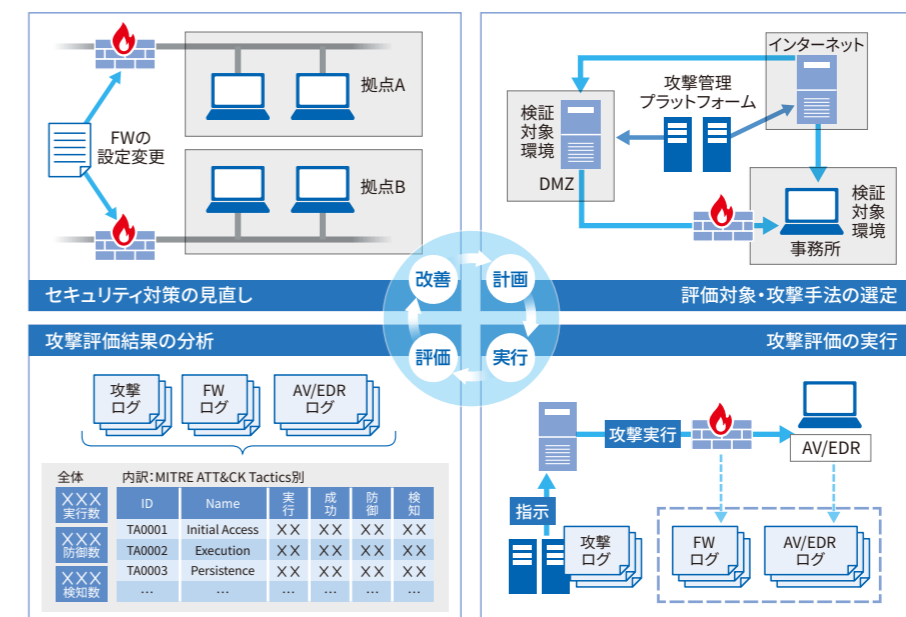 拠点A
FWの
設定変更
拠点B
セキュリティ対策の見直し
インターネット
攻撃管理
プラットフォーム
検証
対象
環境
DMZ
検証
対象
環境
事務所
評価対象・攻撃手法の選定
改善
計画
評価
実行
攻撃評価結果の分析
攻撃
ログ
FW
ログ
AV/EDR
ログ
全体
内訳:MITRE ATT&CK Tactics別
XXX
実行数
XXX
防御数
XXX
検知数
ID Name 実行 成功 防御 検知
TA0001 Initial Access XX XX XX XX
TA0002 Execution XX XX XX XX
TA0003 Persistence XX XX XX XX
… … … … … …
攻撃評価の実行
攻撃実行
AV/EDR
指示
攻撃
ログ
FW
ログ
AV/EDR
ログ